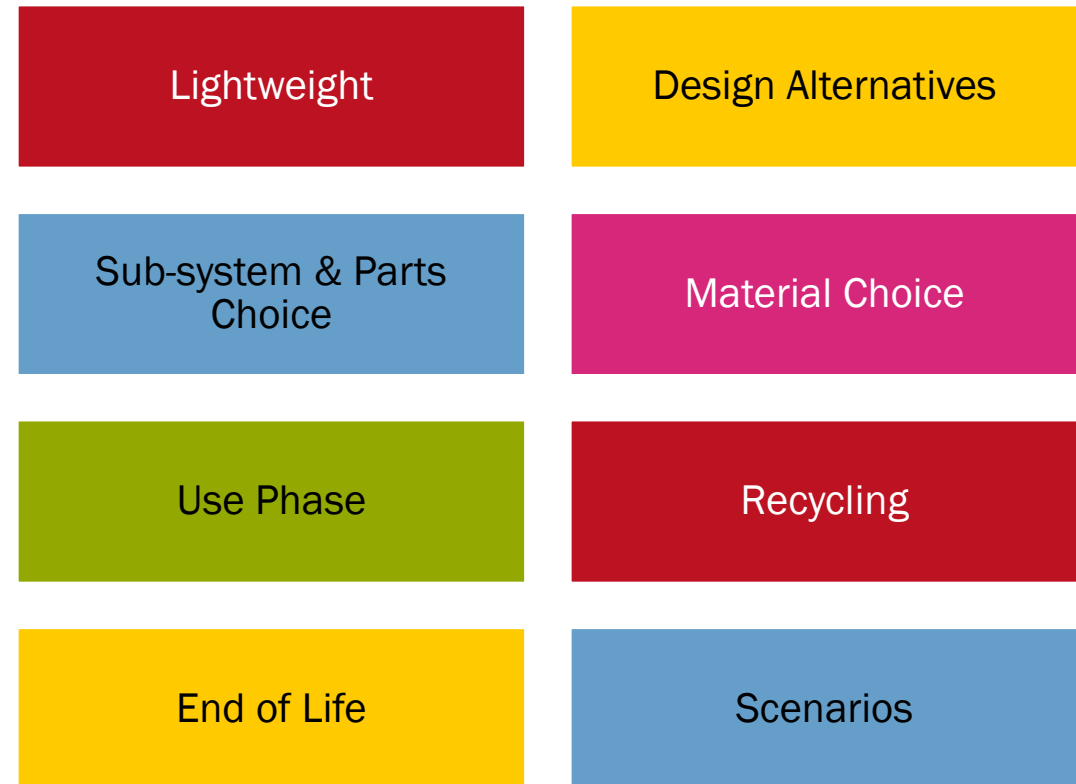 Lightweight
Design Alternatives
Sub-system & Parts
Choice
Material Choice
Use Phase
Recycling
End of Life
Scenarios